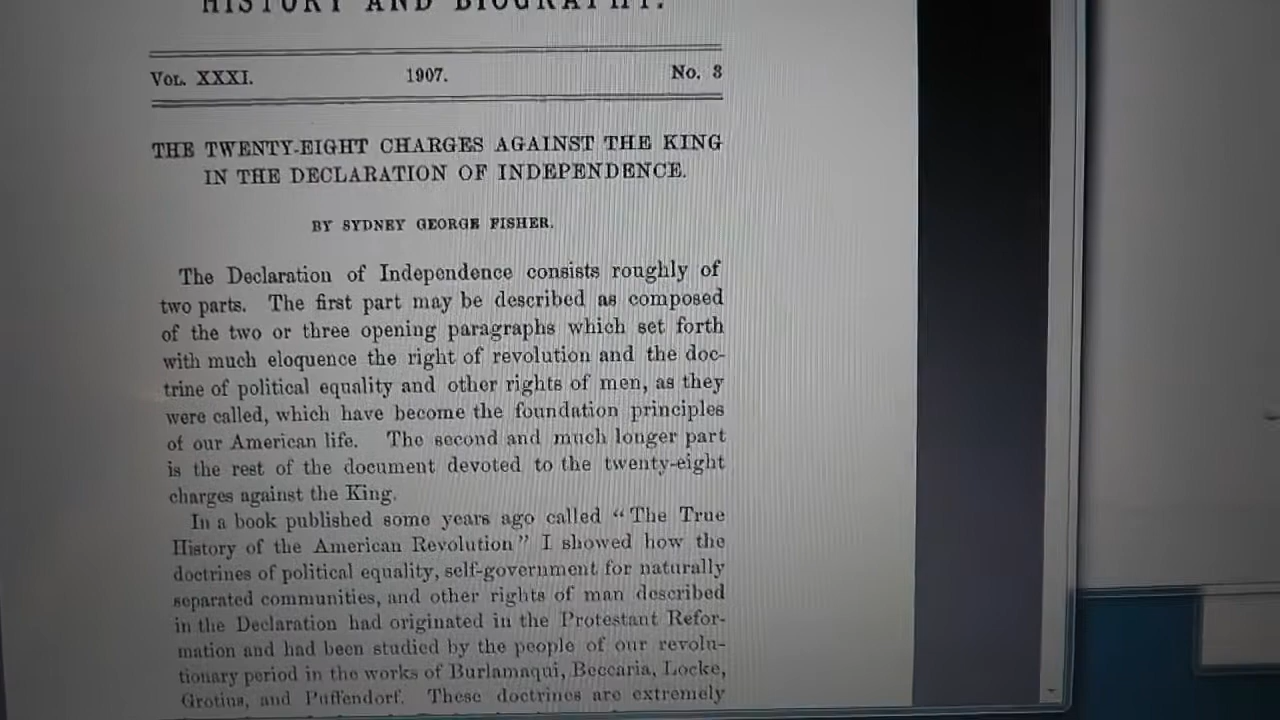 HISTORY AND BIOGRAPHY.
VOL. XXXI. 1907. No. 3
THE TWENTY-EIGHT CHARGES AGAINST THE KING
IN THE DECLARATION OF INDEPENDENCE.
BY SYDNEY GEORGE FISHER.
The Declaration of Independence consists roughly of
two parts. The first part may be described as composed
of the two or three opening paragraphs which set forth
with much eloquence the right of revolution and the doc-
trine of political equality and other rights of men, as they
were called, which have become the foundation principles
of our American life. The second and much longer part
is the rest of the document devoted to the twenty-eight
charges against the King.
In a book published some years ago called “The True
History of the American Revolution” I showed how the
doctrines of political equality, self-government for naturally
separated communities, and other rights of man described
in the Declaration had originated in the Protestant Refor-
mation and had been studied by the people of our revolu-
tionary period in the works of Burlamaqui, Beccaria, Locke,
Grotius, and Puffendorf. These doctrines are extremely